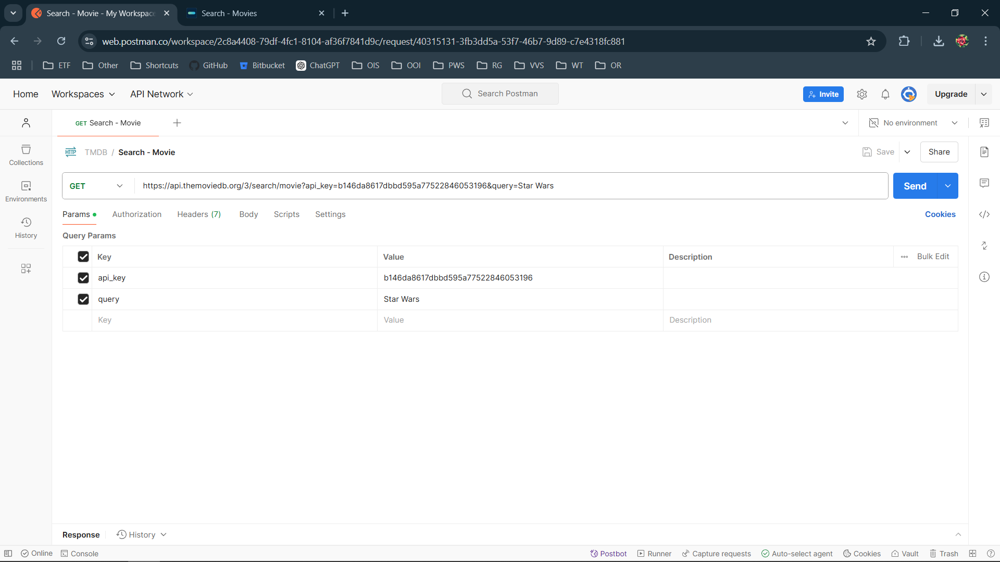 Search - Movie - My Workspace
Search - Movies
web.postman.co/workspace/2c8a4408-79df-4fc1-8104-af36f7841d9c/request/40315131-3fb3dd5a-53f7-46b7-9d89-c7e4318fc881
ETF Other Shortcuts GitHub Bitbucket ChatGPT OIS OOI PWS RG VVS WT OR
Home Workspaces API Network Search Postman Invite Upgrade
GET Search - Movie No environment
HTTP TMDB / Search - Movie Save Share
Collections
GET https://api.themoviedb.org/3/search/movie?api_key=b146da8617dbbd595a77522846053196&query=Star Wars Send
Environments
Params Authorization Headers (7) Body Scripts Settings Cookies
History
Query Params
Key Value Description Bulk Edit
api_key b146da8617dbbd595a77522846053196
query Star Wars
Key Value Description
Response History
Online Console Postbot Runner Capture requests Auto-select agent Cookies Vault Trash